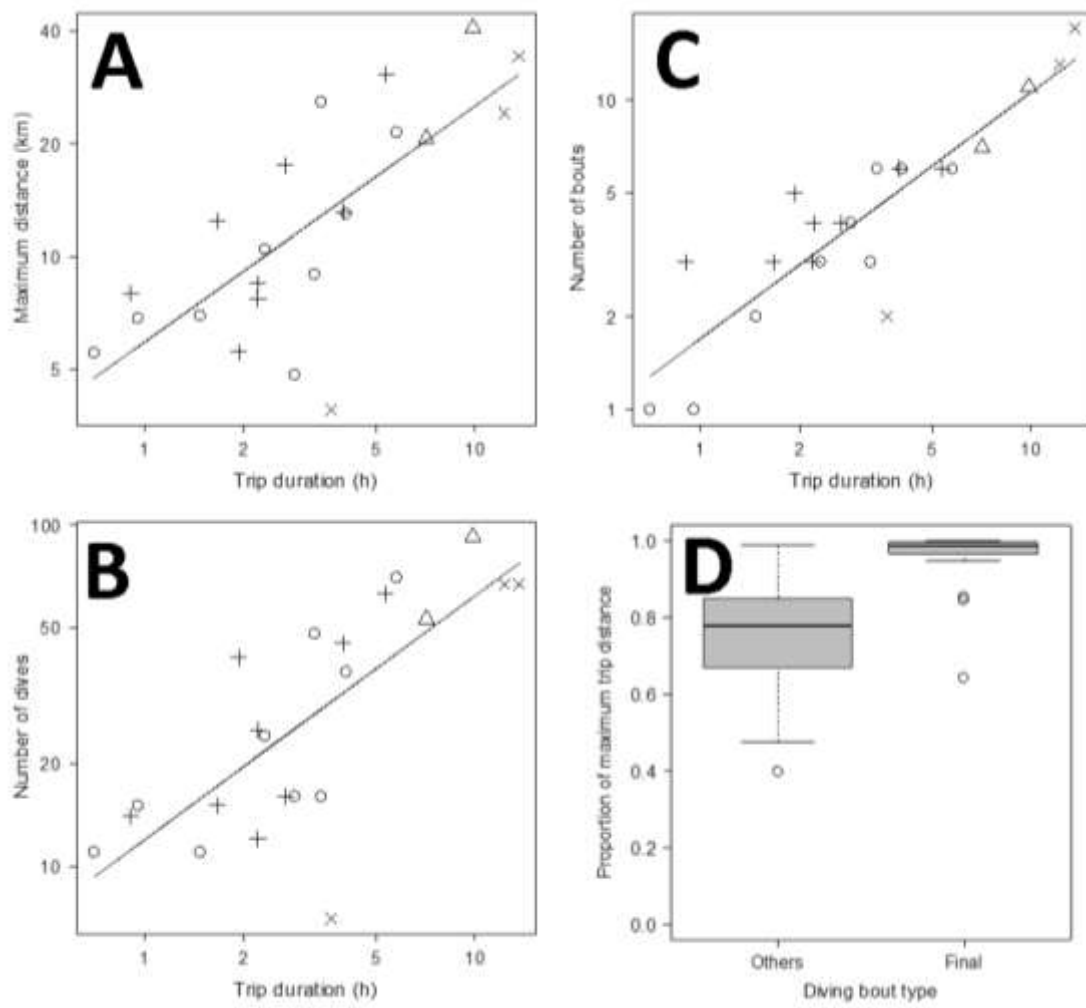 A
40
20
10
5
Maximum distance (km)
1 2 5 10
Trip duration (h)
C
10
5
2
1
Number of bouts
1 2 5 10
Trip duration (h)
B
100
50
20
10
Number of dives
1 2 5 10
Trip duration (h)
D
1.0
0.8
0.6
0.4
0.2
0.0
Proportion of maximum trip distance
Others Final
Diving bout type